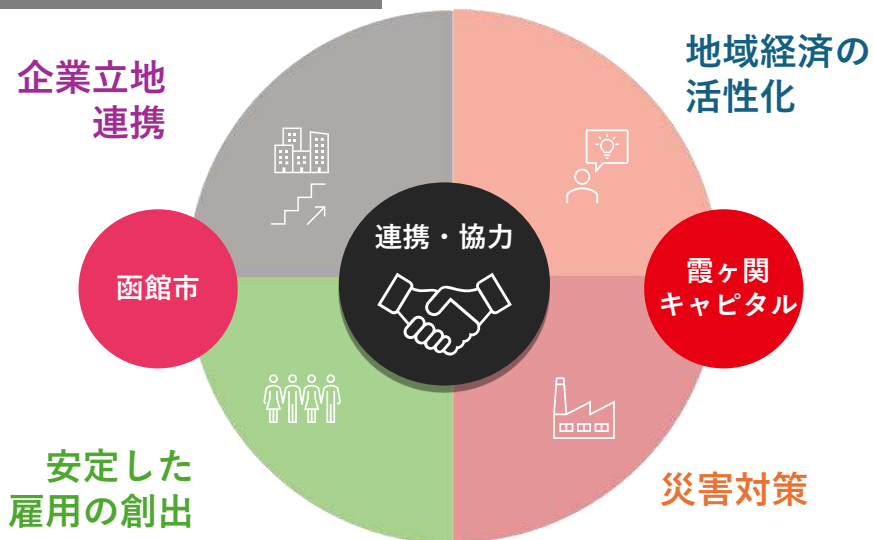 企業立地
連携
地域経済の
活性化
連携・協力
函館市
霞ヶ関
キャピタル
安定した
雇用の創出
災害対策